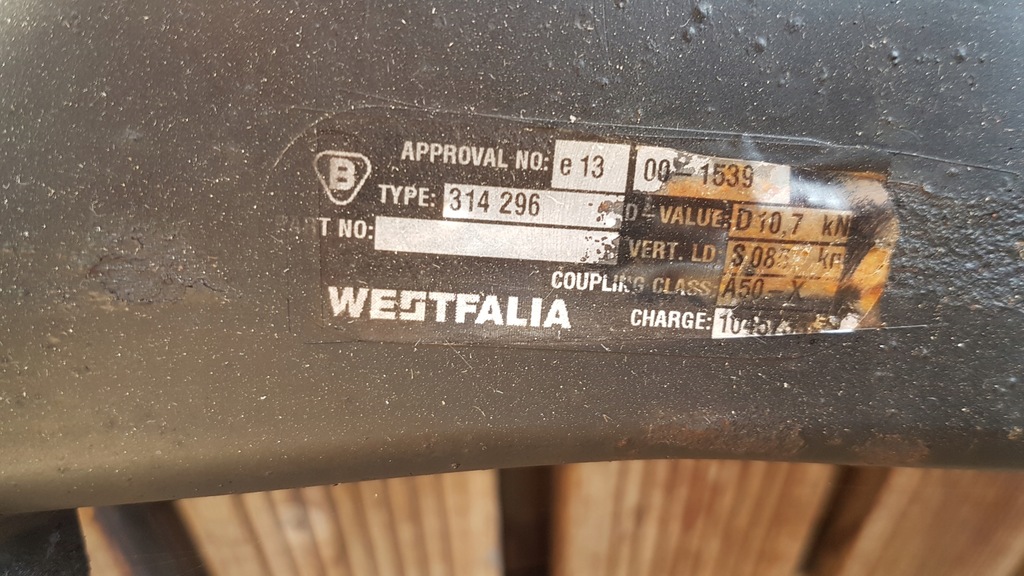 B
APPROVAL NO: e 13 00-1539
TYPE: 314 296
D-VALUE: D 10,7 kN
NO:
VERT. LD
COUPLING CLASS A50-X
WESTFALIA
CHARGE: